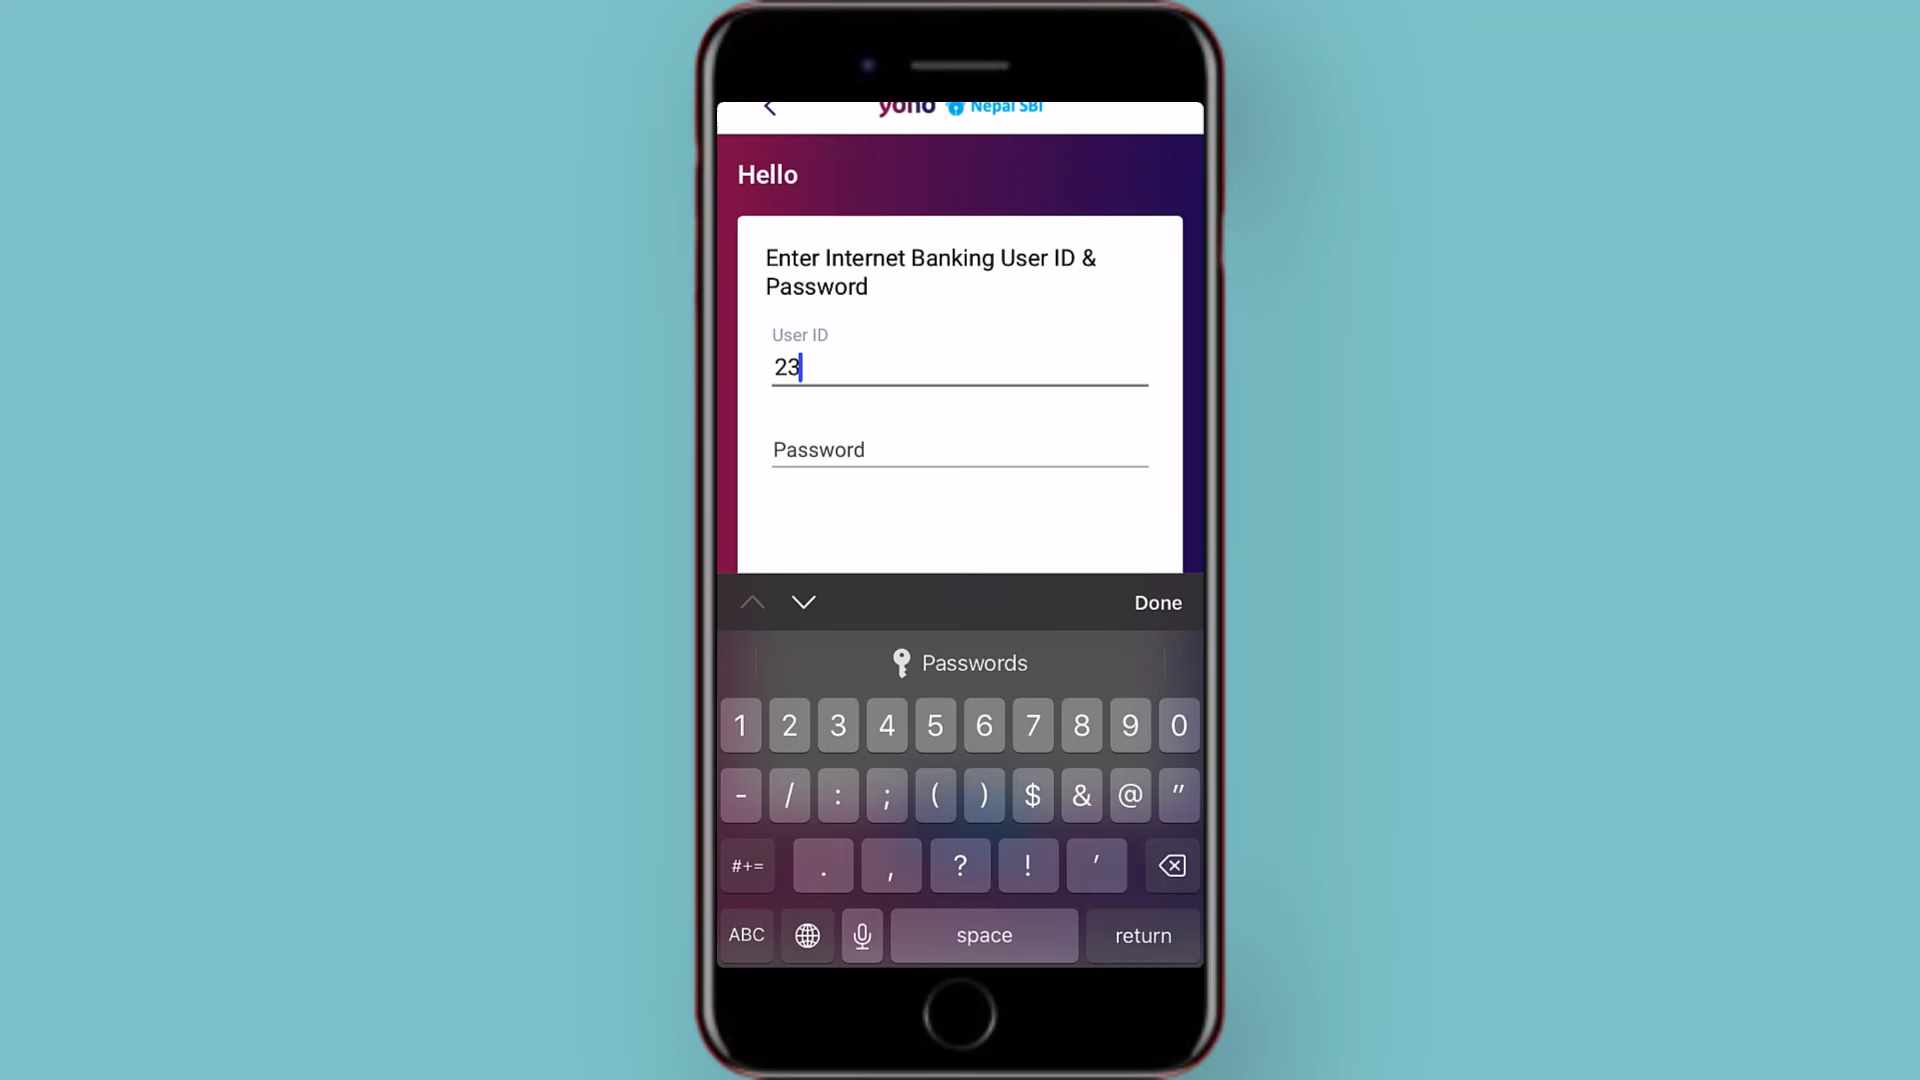 yono Nepal SBI
Hello
Enter Internet Banking User ID &
Password
User ID
23
Password
Done
Passwords
1 2 3 4 5 6 7 8 9 0
- / : ; ( ) $ & @ "
#+= . , ? ! '
ABC space return